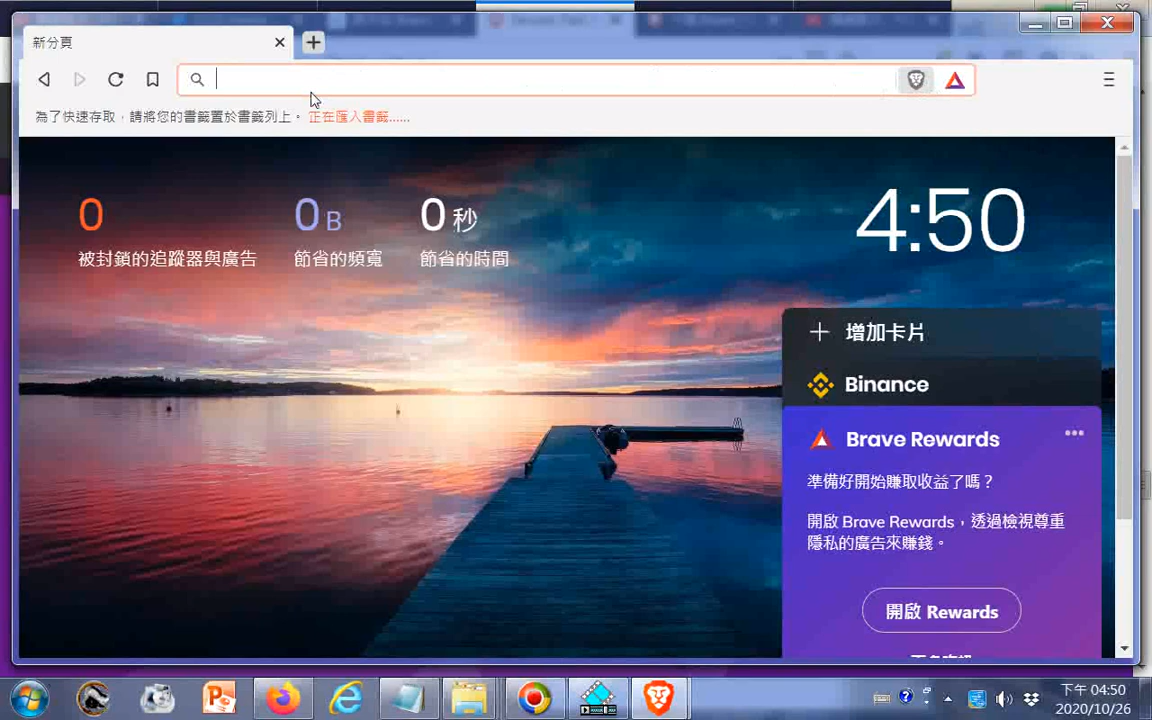 新分頁
為了快速存取，請將您的書籤置於書籤列上。 正在匯入書籤......
0
0 B
0 秒
被封鎖的追蹤器與廣告
節省的頻寬
節省的時間
4:50
增加卡片
Binance
Brave Rewards
準備好開始賺取收益了嗎？
開啟 Brave Rewards，透過檢視尊重
隱私的廣告來賺錢。
開啟 Rewards
下午 04:50
2020/10/26